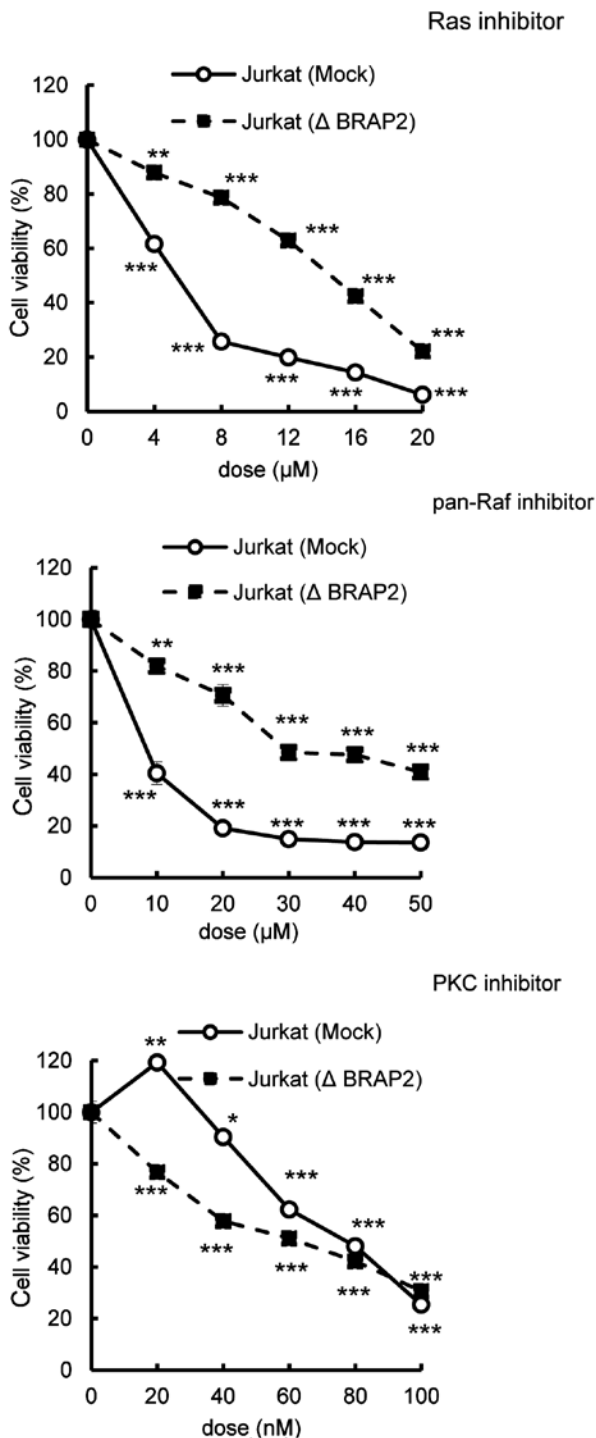 Ras inhibitor
Jurkat (Mock)
Jurkat (Δ BRAP2)
Cell viability (%)
120
100
80
60
40
20
0
**
***
***
***
***
***
***
***
***
***
0 4 8 12 16 20
dose (µM)
pan-Raf inhibitor
Jurkat (Mock)
Jurkat (Δ BRAP2)
Cell viability (%)
120
100
80
60
40
20
0
**
***
***
***
***
***
***
***
***
***
0 10 20 30 40 50
dose (µM)
PKC inhibitor
Jurkat (Mock)
Jurkat (Δ BRAP2)
Cell viability (%)
120
100
80
60
40
20
0
**
*
***
***
***
***
***
***
***
***
0 20 40 60 80 100
dose (nM)